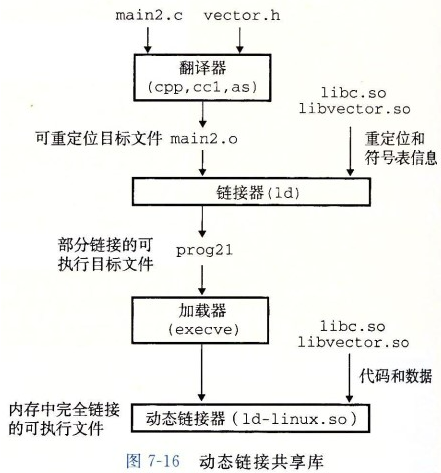 main2.c vector.h
翻译器
(cpp,cc1,as)
libc.so
libvector.so
可重定位目标文件 main2.o
重定位和
符号表信息
链接器(ld)
部分链接的可
执行目标文件
prog21
加载器
(execve)
libc.so
libvector.so
代码和数据
内存中完全链接
的可执行文件
动态链接器(ld-linux.so)
图 7-16 动态链接共享库